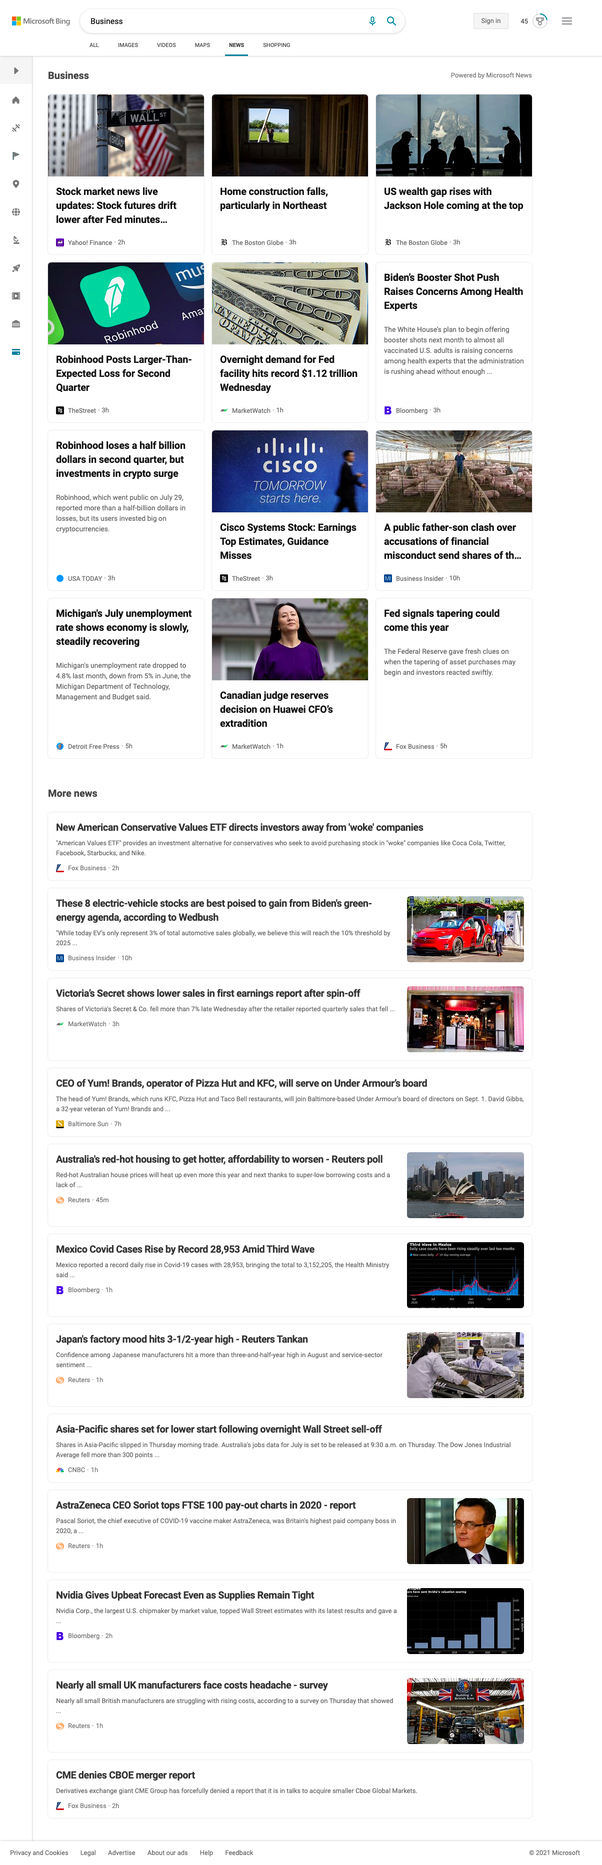 Microsoft Bing
Business
Sign in
45
ALL IMAGES VIDEOS MAPS NEWS SHOPPING
Business
Powered by Microsoft News
WALL ST
Stock market news live
updates: Stock futures drift
lower after Fed minutes...
Yahoo! Finance · 2h
Home construction falls,
particularly in Northeast
The Boston Globe · 3h
US wealth gap rises with
Jackson Hole coming at the top
The Boston Globe · 3h
Robinhood
Robinhood Posts Larger-Than-
Expected Loss for Second
Quarter
TheStreet · 3h
Overnight demand for Fed
facility hits record $1.12 trillion
Wednesday
MarketWatch · 1h
Biden's Booster Shot Push
Raises Concerns Among Health
Experts
The White House's plan to begin offering
booster shots next month to almost all
vaccinated U.S. adults is raising concerns
among health experts that the administration
is rushing ahead without enough ...
Bloomberg · 3h
Robinhood loses a half billion
dollars in second quarter, but
investments in crypto surge
Robinhood, which went public on July 29,
reported more than a half-billion dollars in
losses, but its users invested big on
cryptocurrencies.
USA TODAY · 3h
CISCO
TOMORROW
starts here.
Cisco Systems Stock: Earnings
Top Estimates, Guidance
Misses
TheStreet · 3h
A public father-son clash over
accusations of financial
misconduct send shares of th...
Business Insider · 10h
Michigan's July unemployment
rate shows economy is slowly,
steadily recovering
Michigan's unemployment rate dropped to
4.8% last month, down from 5% in June, the
Michigan Department of Technology,
Management and Budget said.
Detroit Free Press · 5h
Canadian judge reserves
decision on Huawei CFO's
extradition
MarketWatch · 1h
Fed signals tapering could
come this year
The Federal Reserve gave fresh clues on
when the tapering of asset purchases may
begin and investors reacted swiftly.
Fox Business · 5h
More news
New American Conservative Values ETF directs investors away from 'woke' companies
"American Values ETF" provides an investment alternative for conservatives who seek to avoid purchasing stock in "woke" companies like Coca Cola, Twitter,
Facebook, Starbucks, and Nike.
Fox Business · 2h
These 8 electric-vehicle stocks are best poised to gain from Biden's green-
energy agenda, according to Wedbush
"While today EV's only represent 3% of total automotive sales globally, we believe this will reach the 10% threshold by
2025 ...
Business Insider · 10h
Victoria's Secret shows lower sales in first earnings report after spin-off
Shares of Victoria's Secret & Co. fell more than 7% late Wednesday after the retailer reported quarterly sales that fell ...
MarketWatch · 3h
CEO of Yum! Brands, operator of Pizza Hut and KFC, will serve on Under Armour's board
The head of Yum! Brands, which runs KFC, Pizza Hut and Taco Bell restaurants, will join Baltimore-based Under Armour's board of directors on Sept. 1. David Gibbs,
a 32-year veteran of Yum! Brands and ...
Baltimore Sun · 7h
Australia's red-hot housing to get hotter, affordability to worsen - Reuters poll
Red-hot Australian house prices will heat up even more this year and next thanks to super-low borrowing costs and a
lack of ...
Reuters · 45m
Mexico Covid Cases Rise by Record 28,953 Amid Third Wave
Mexico reported a record daily rise in Covid-19 cases with 28,953, bringing the total to 3,152,205, the Health Ministry
said ...
Bloomberg · 1h
Third Wave in Mexico
Daily case counts have been rising steadily over last two months
Japan's factory mood hits 3-1/2-year high - Reuters Tankan
Confidence among Japanese manufacturers hit a more than three-and-half-year high in August and service-sector
sentiment ...
Reuters · 1h
Asia-Pacific shares set for lower start following overnight Wall Street sell-off
Shares in Asia-Pacific slipped in Thursday morning trade. Australia's jobs data for July is set to be released at 9:30 a.m. on Thursday. The Dow Jones Industrial
Average fell more than 300 points ...
CNBC · 1h
AstraZeneca CEO Soriot tops FTSE 100 pay-out charts in 2020 - report
Pascal Soriot, the chief executive of COVID-19 vaccine maker AstraZeneca, was Britain's highest paid company boss in
2020, a ...
Reuters · 1h
Nvidia Gives Upbeat Forecast Even as Supplies Remain Tight
Nvidia Corp., the largest U.S. chipmaker by market value, topped Wall Street estimates with its latest results and gave a
...
Bloomberg · 2h
Nearly all small UK manufacturers face costs headache - survey
Nearly all small British manufacturers are struggling with rising costs, according to a survey on Thursday that showed
...
Reuters · 1h
CME denies CBOE merger report
Derivatives exchange giant CME Group has forcefully denied a report that it is in talks to acquire smaller Cboe Global Markets.
Fox Business · 2h
Privacy and Cookies Legal Advertise About our ads Help Feedback
© 2021 Microsoft